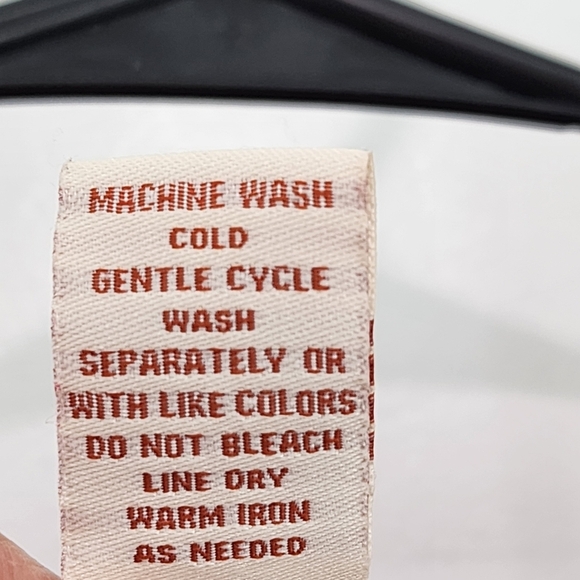 MACHINE WASH
COLD
GENTLE CYCLE
WASH
SEPARATELY OR
WITH LIKE COLORS
DO NOT BLEACH
LINE DRY
WARM IRON
AS NEEDED